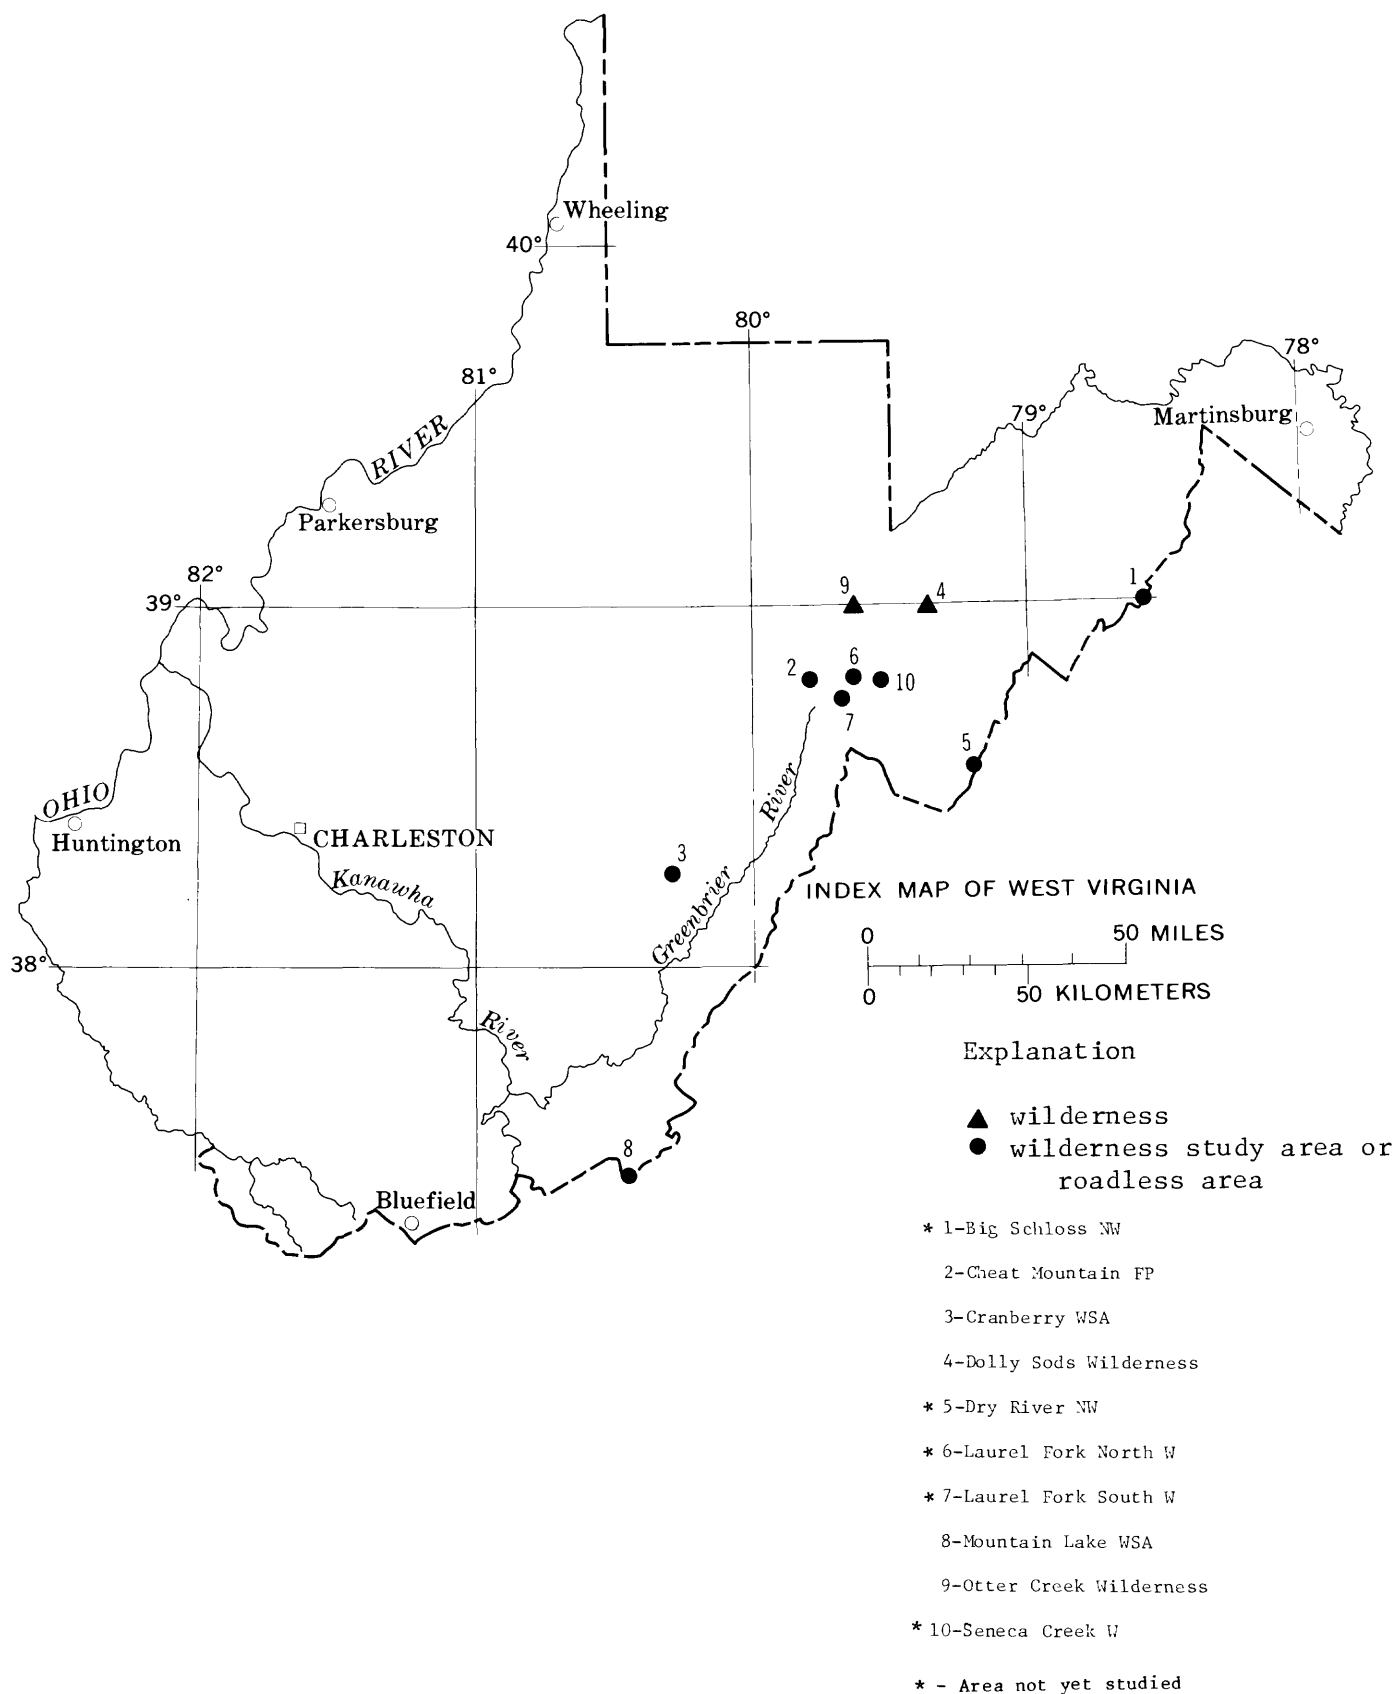 Wheeling
40°
80°
78°
81°
79°
Martinsburg
RIVER
Parkersburg
82°
39°
9
4
1
2
6
10
7
5
OHIO
River
Huntington
CHARLESTON
3
Kanawha
Greenbrier
INDEX MAP OF WEST VIRGINIA
0 50 MILES
38°
0 50 KILOMETERS
River
Explanation
wilderness
wilderness study area or
roadless area
8
Bluefield
* 1-Big Schloss NW
2-Cheat Mountain FP
3-Cranberry WSA
4-Dolly Sods Wilderness
* 5-Dry River NW
* 6-Laurel Fork North W
* 7-Laurel Fork South W
8-Mountain Lake WSA
9-Otter Creek Wilderness
* 10-Seneca Creek W
* - Area not yet studied